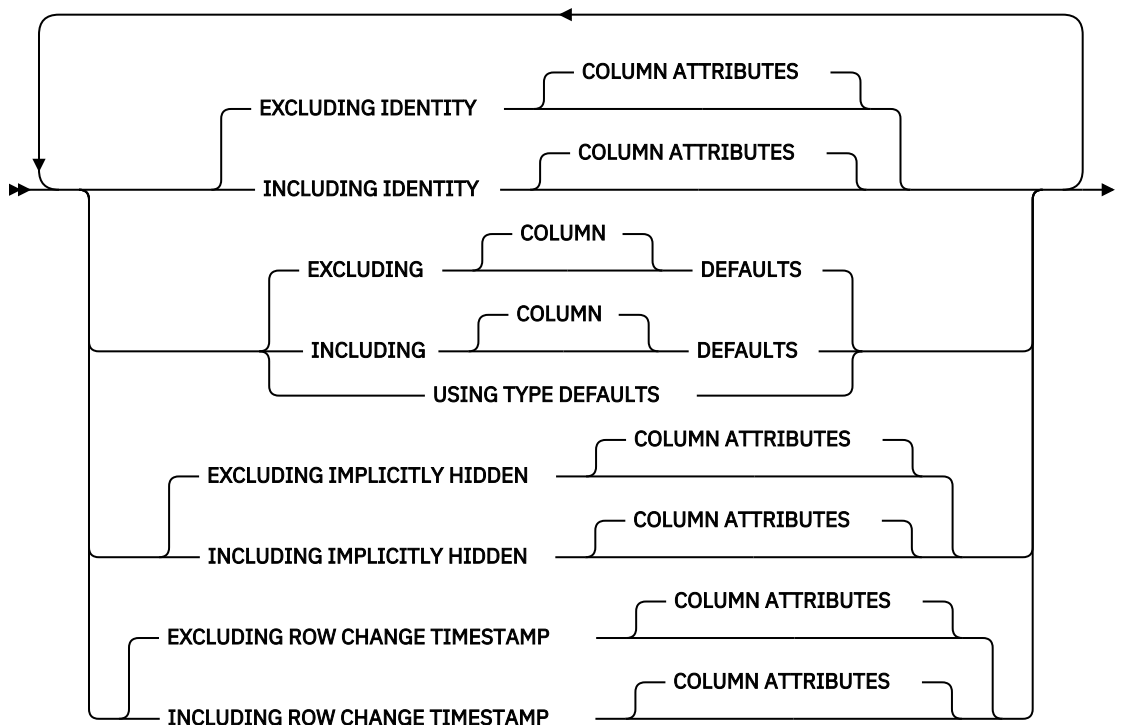 COLUMN ATTRIBUTES
EXCLUDING IDENTITY
COLUMN ATTRIBUTES
INCLUDING IDENTITY
COLUMN
EXCLUDING DEFAULTS
COLUMN
INCLUDING DEFAULTS
USING TYPE DEFAULTS
COLUMN ATTRIBUTES
EXCLUDING IMPLICITLY HIDDEN
COLUMN ATTRIBUTES
INCLUDING IMPLICITLY HIDDEN
COLUMN ATTRIBUTES
EXCLUDING ROW CHANGE TIMESTAMP
COLUMN ATTRIBUTES
INCLUDING ROW CHANGE TIMESTAMP